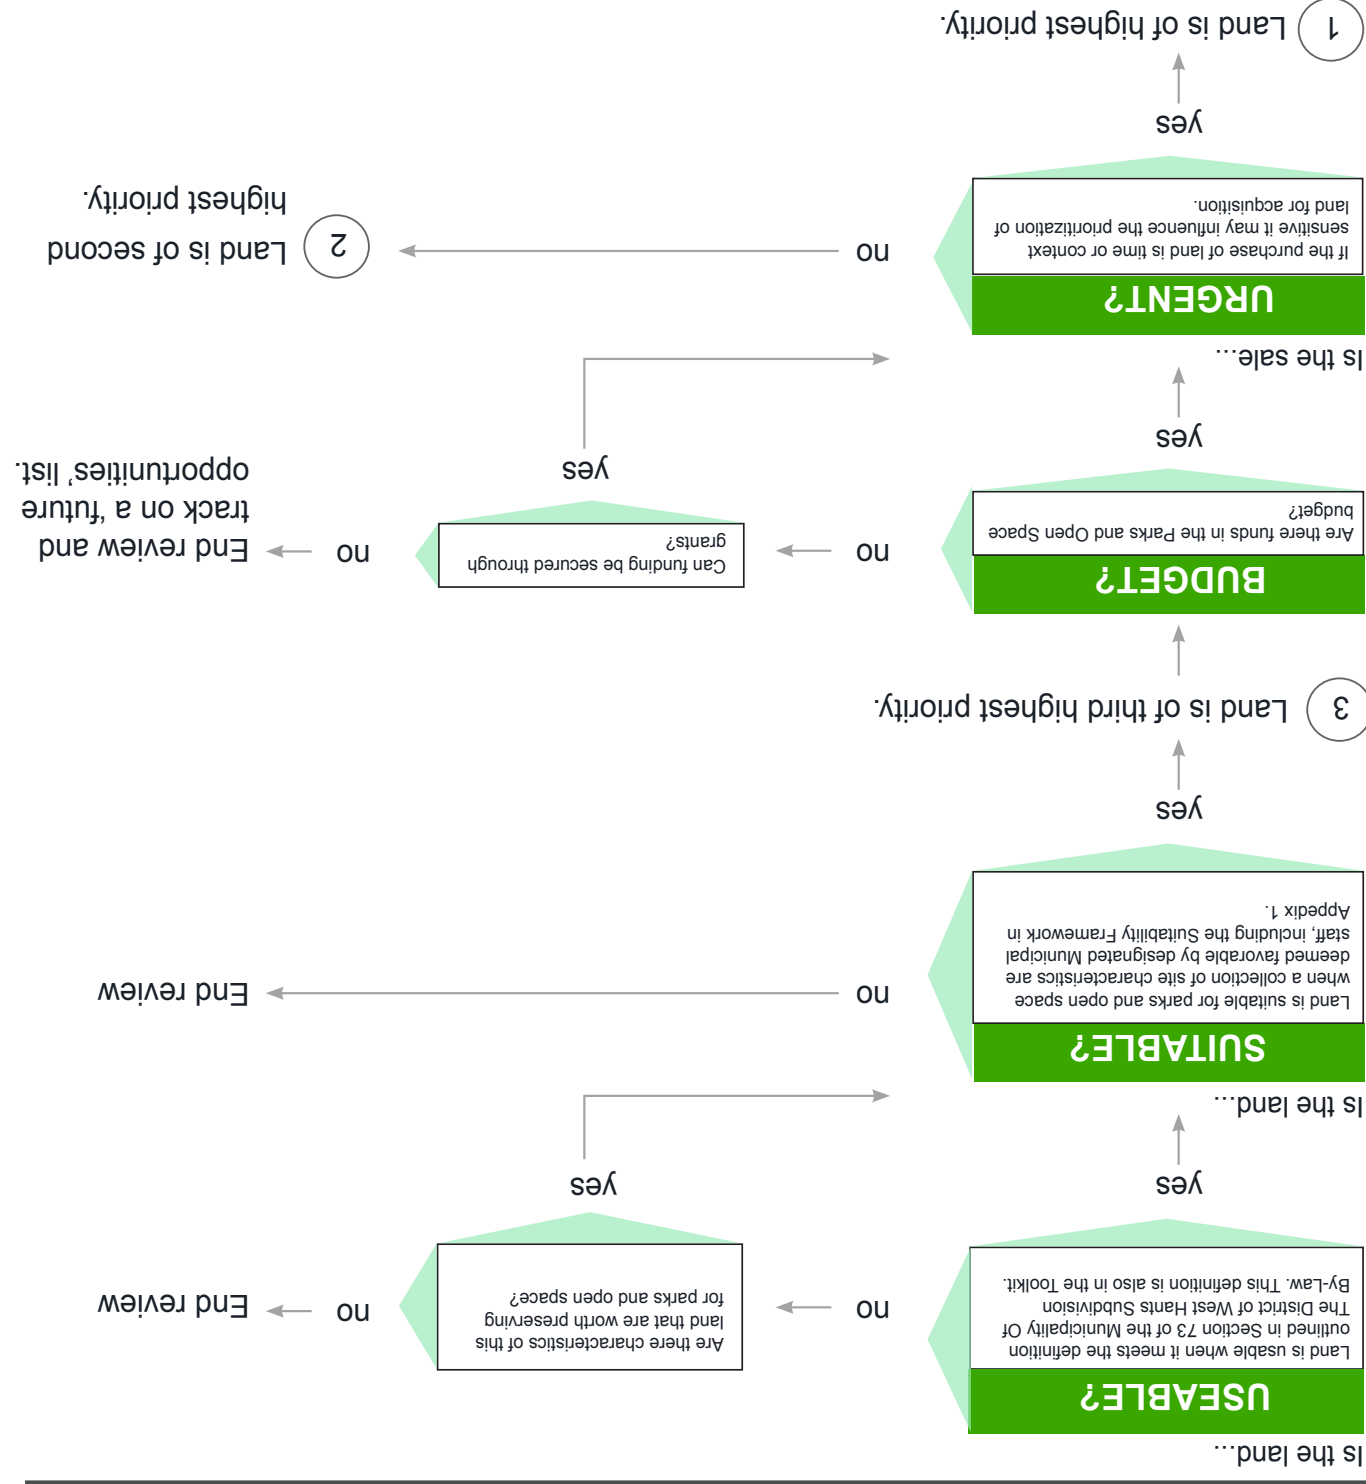 Is the land...
USEABLE?
Land is usable when it meets the definition
outlined in Section 73 of the Municipality Of
The District of West Hants Subdivision
By-Law. This definition is also in the Toolkit.
no
Are there characteristics of this
land that are worth preserving
for parks and open space?
no
End review
yes
yes
Is the land...
SUITABLE?
Land is suitable for parks and open space
when a collection of site characteristics are
deemed favorable by designated Municipal
staff, including the Suitability Framework in
Appedix 1.
no
End review
yes
3
Land is of third highest priority.
BUDGET?
Are there funds in the Parks and Open Space
budget?
no
Can funding be secured through
grants?
no
End review and
track on a ‘future
opportunities’ list.
yes
yes
Is the sale...
URGENT?
If the purchase of land is time or context
sensitive it may influence the prioritization of
land for acquisition.
no
2
Land is of second
highest priority.
yes
1
Land is of highest priority.